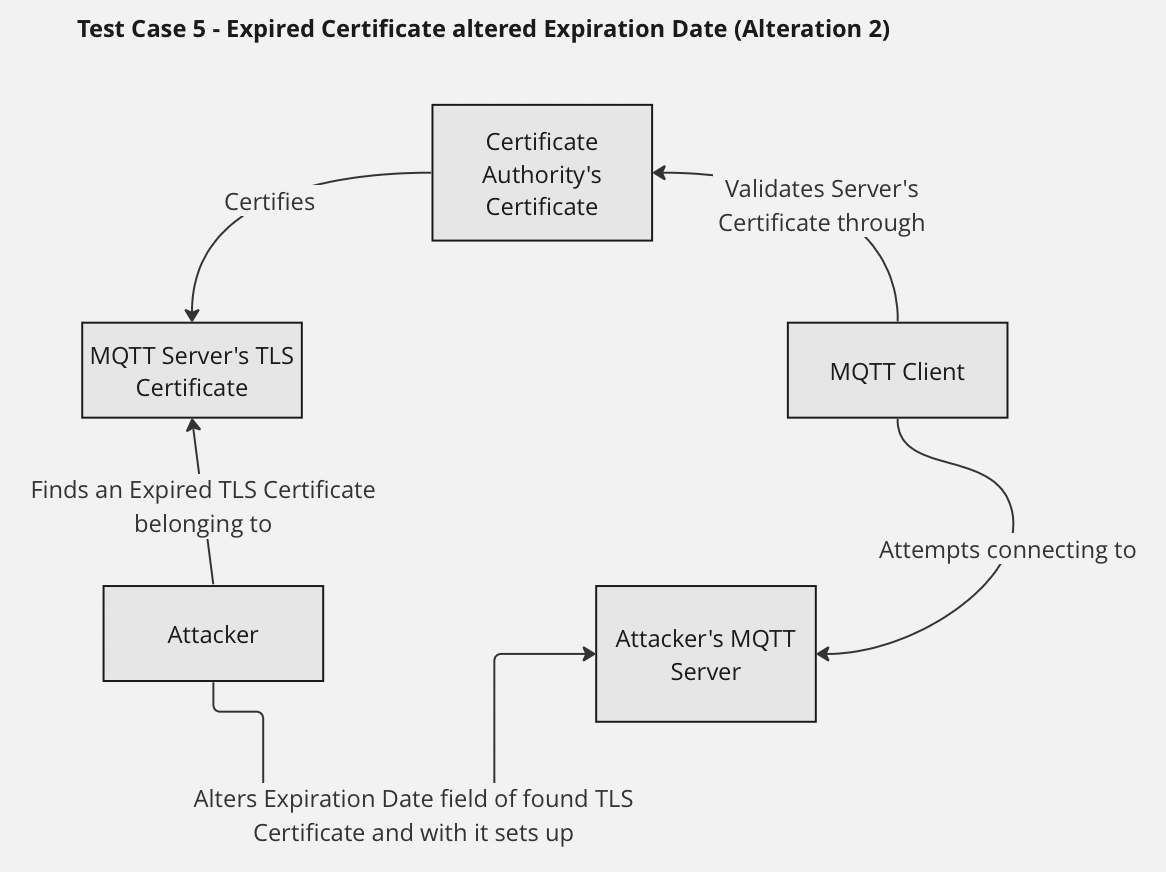 Test Case 5 - Expired Certificate altered Expiration Date (Alteration 2)
Certificate
Authority's
Certificate
Certifies
Validates Server's
Certificate through
MQTT Server's TLS
Certificate
MQTT Client
Finds an Expired TLS Certificate
belonging to
Attempts connecting to
Attacker
Attacker's MQTT
Server
Alters Expiration Date field of found TLS
Certificate and with it sets up